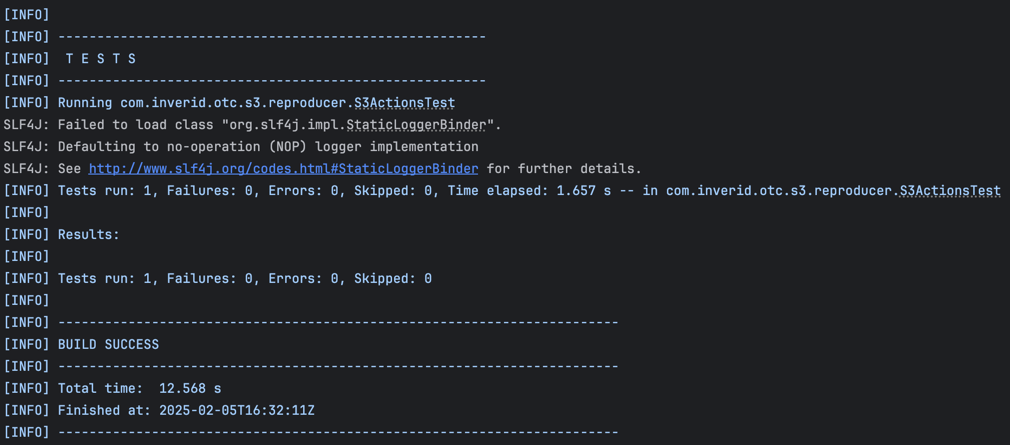 [INFO]
[INFO] -------------------------------------------------------
[INFO]  T E S T S
[INFO] -------------------------------------------------------
[INFO] Running com.inverid.otc.s3.reproducer.S3ActionsTest
SLF4J: Failed to load class "org.slf4j.impl.StaticLoggerBinder".
SLF4J: Defaulting to no-operation (NOP) logger implementation
SLF4J: See http://www.slf4j.org/codes.html#StaticLoggerBinder for further details.
[INFO] Tests run: 1, Failures: 0, Errors: 0, Skipped: 0, Time elapsed: 1.657 s -- in com.inverid.otc.s3.reproducer.S3ActionsTest
[INFO]
[INFO] Results:
[INFO]
[INFO] Tests run: 1, Failures: 0, Errors: 0, Skipped: 0
[INFO]
[INFO] ------------------------------------------------------------------------
[INFO] BUILD SUCCESS
[INFO] ------------------------------------------------------------------------
[INFO] Total time:  12.568 s
[INFO] Finished at: 2025-02-05T16:32:11Z
[INFO] ------------------------------------------------------------------------